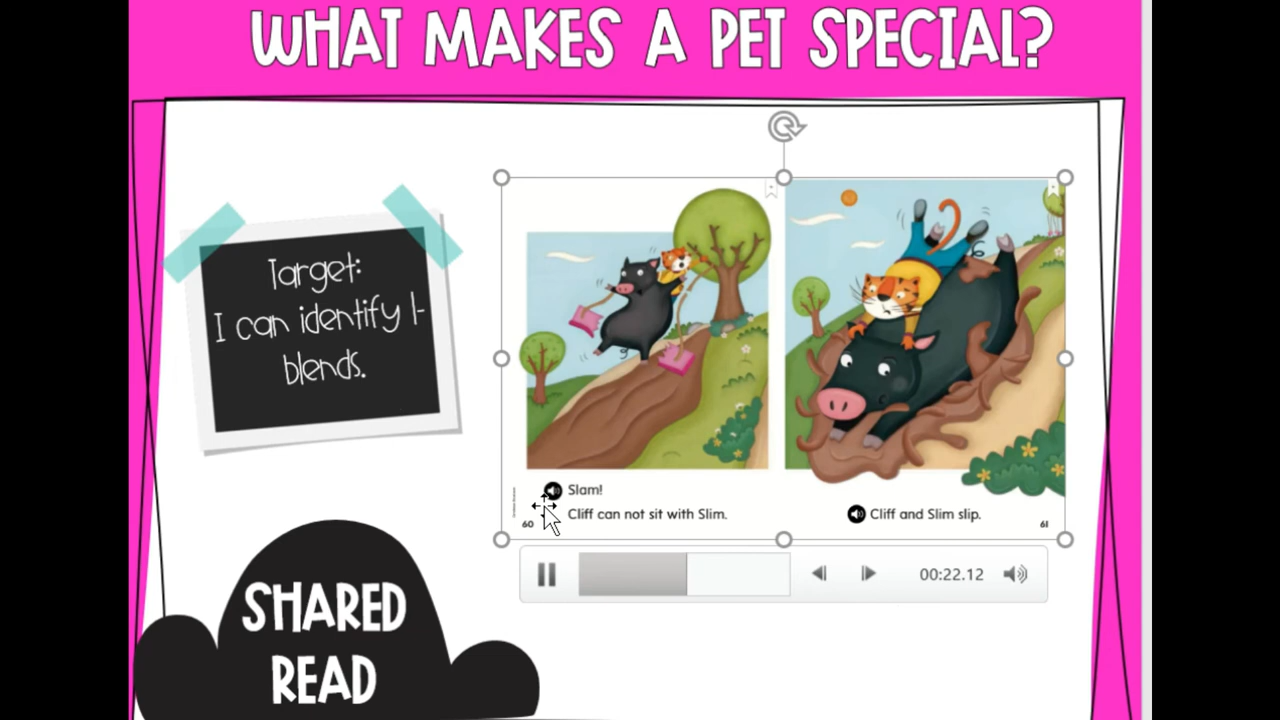 WHAT MAKES A PET SPECIAL?
Target:
I can identify l-
blends.
Slam!
Cliff can not sit with Slim.
60
Cliff and Slim slip.
61
00:22.12
SHARED
READ